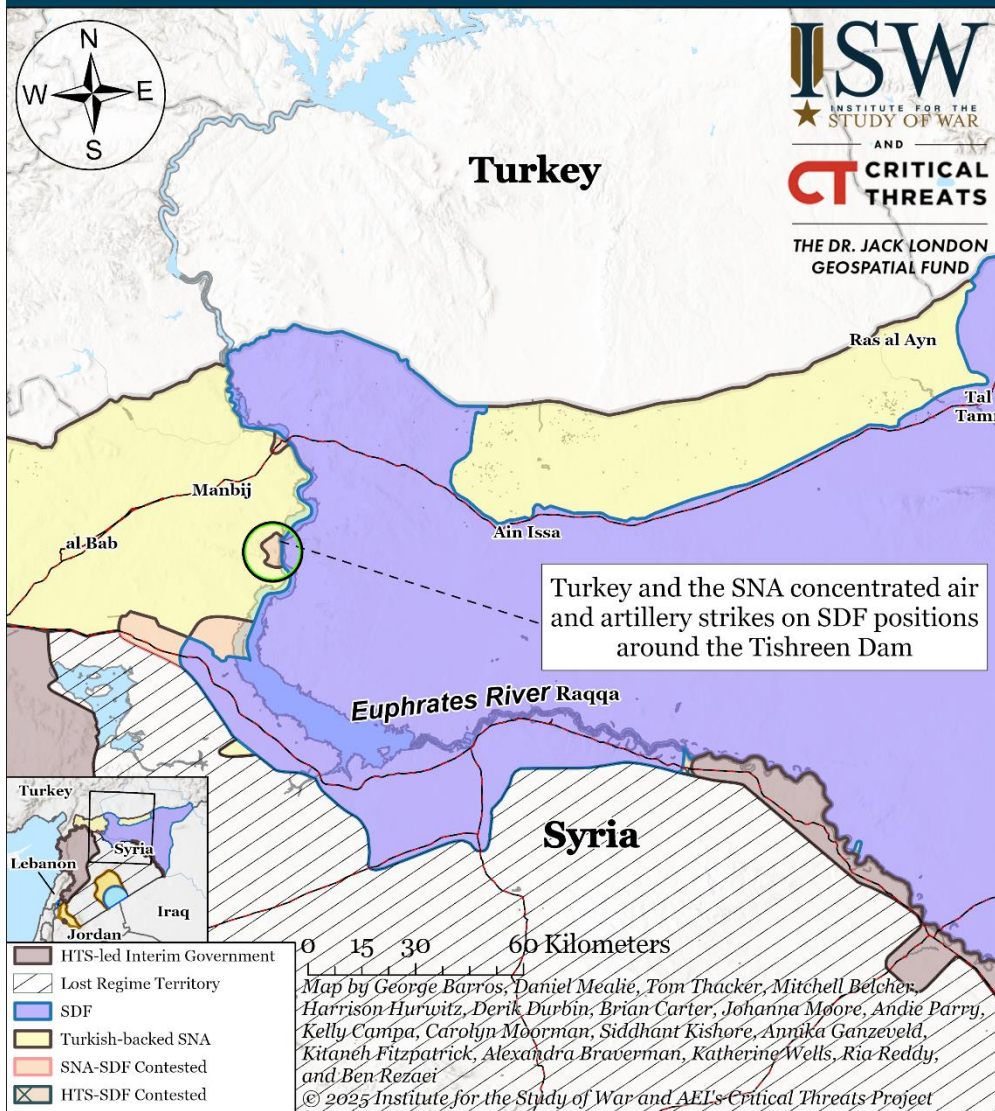 N
W E
S
ISW
INSTITUTE FOR THE
STUDY OF WAR
AND
CT CRITICAL
THREATS
THE DR. JACK LONDON
GEOSPATIAL FUND
Turkey
Ras al Ayn
Tal
Tam
Manbij
al Bab
Ain Issa
Turkey and the SNA concentrated air
and artillery strikes on SDF positions
around the Tishreen Dam
Euphrates River
Raqqa
Syria
Turkey
Syria
Lebanon
Iraq
Jordan
HTS-led Interim Government
Lost Regime Territory
SDF
Turkish-backed SNA
SNA-SDF Contested
HTS-SDF Contested
0 15 30 60 Kilometers
Map by George Barros, Daniel Mealie, Tom Thacker, Mitchell Belcher,
Harrison Hurwitz, Derik Durbin, Brian Carter, Johanna Moore, Andie Parry,
Kelly Campa, Carolyn Moorman, Siddhant Kishore, Annika Ganzeveld,
Kitaneh Fitzpatrick, Alexandra Braverman, Katherine Wells, Ria Reddy,
and Ben Rezaei
© 2025 Institute for the Study of War and AEI's Critical Threats Project